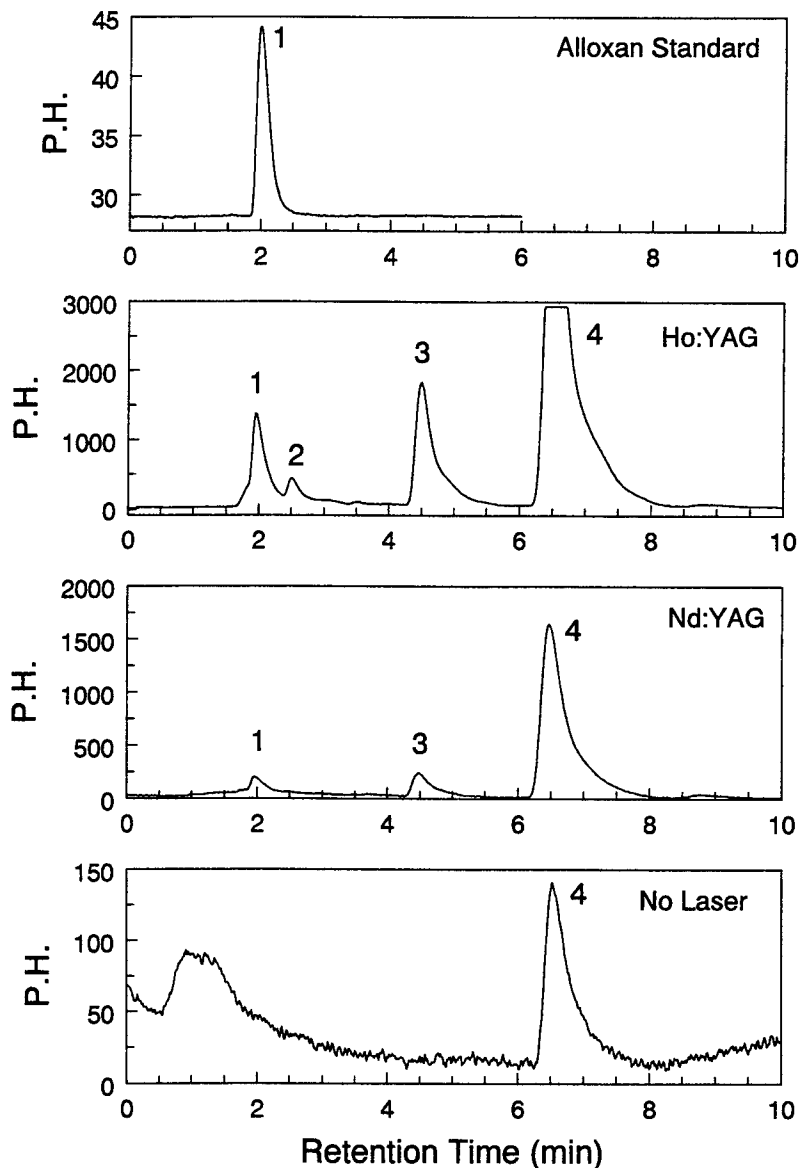 45
40
35
30
P.H.
1
Alloxan Standard
0 2 4 6 8 10
3000
2000
1000
0
P.H.
1
2
3
4
Ho:YAG
0 2 4 6 8 10
2000
1500
1000
500
0
P.H.
1
3
4
Nd:YAG
0 2 4 6 8 10
150
100
50
0
P.H.
4
No Laser
0 2 4 6 8 10
Retention Time (min)